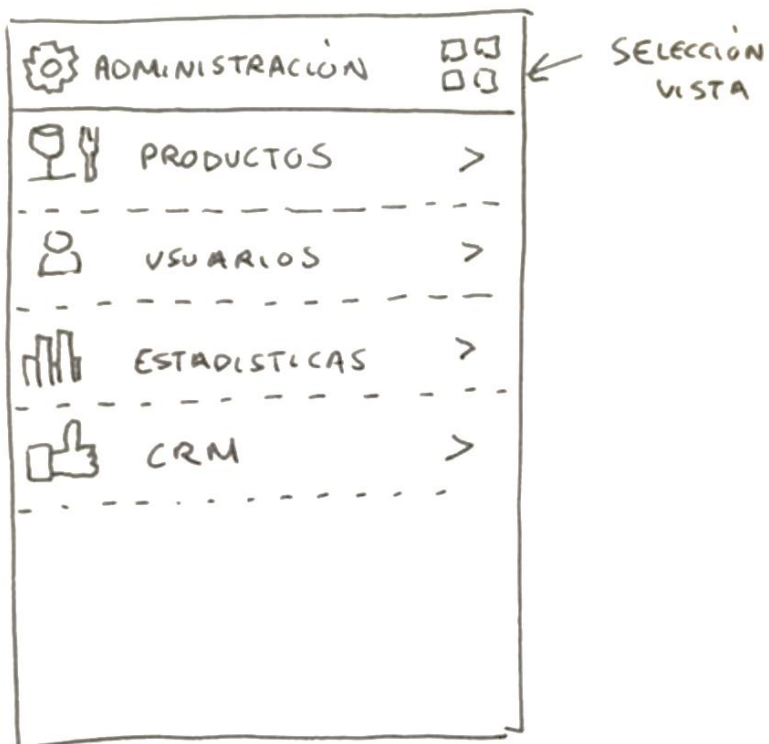 ADMINISTRACIÓN
SELECCIÓN
VISTA
PRODUCTOS >
USUARIOS >
ESTADISTICAS >
CRM >